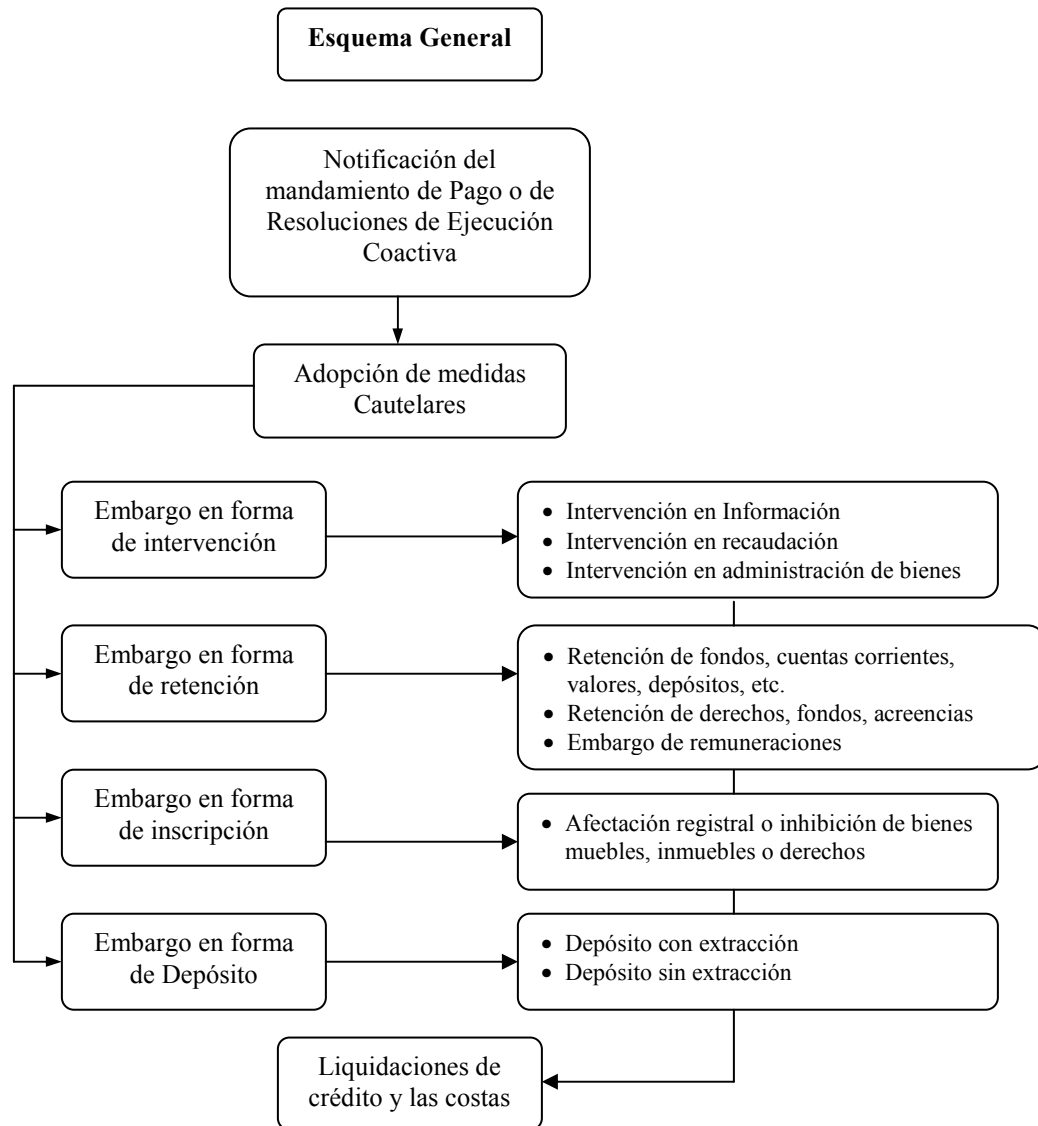 Esquema General
Notificación del
mandamiento de Pago o de
Resoluciones de Ejecución
Coactiva
Adopción de medidas
Cautelares
Embargo en forma
de intervención
• Intervención en Información
• Intervención en recaudación
• Intervención en administración de bienes
Embargo en forma
de retención
• Retención de fondos, cuentas corrientes,
valores, depósitos, etc.
• Retención de derechos, fondos, acreencias
• Embargo de remuneraciones
Embargo en forma
de inscripción
• Afectación registral o inhibición de bienes
muebles, inmuebles o derechos
Embargo en forma
de Depósito
• Depósito con extracción
• Depósito sin extracción
Liquidaciones de
crédito y las costas